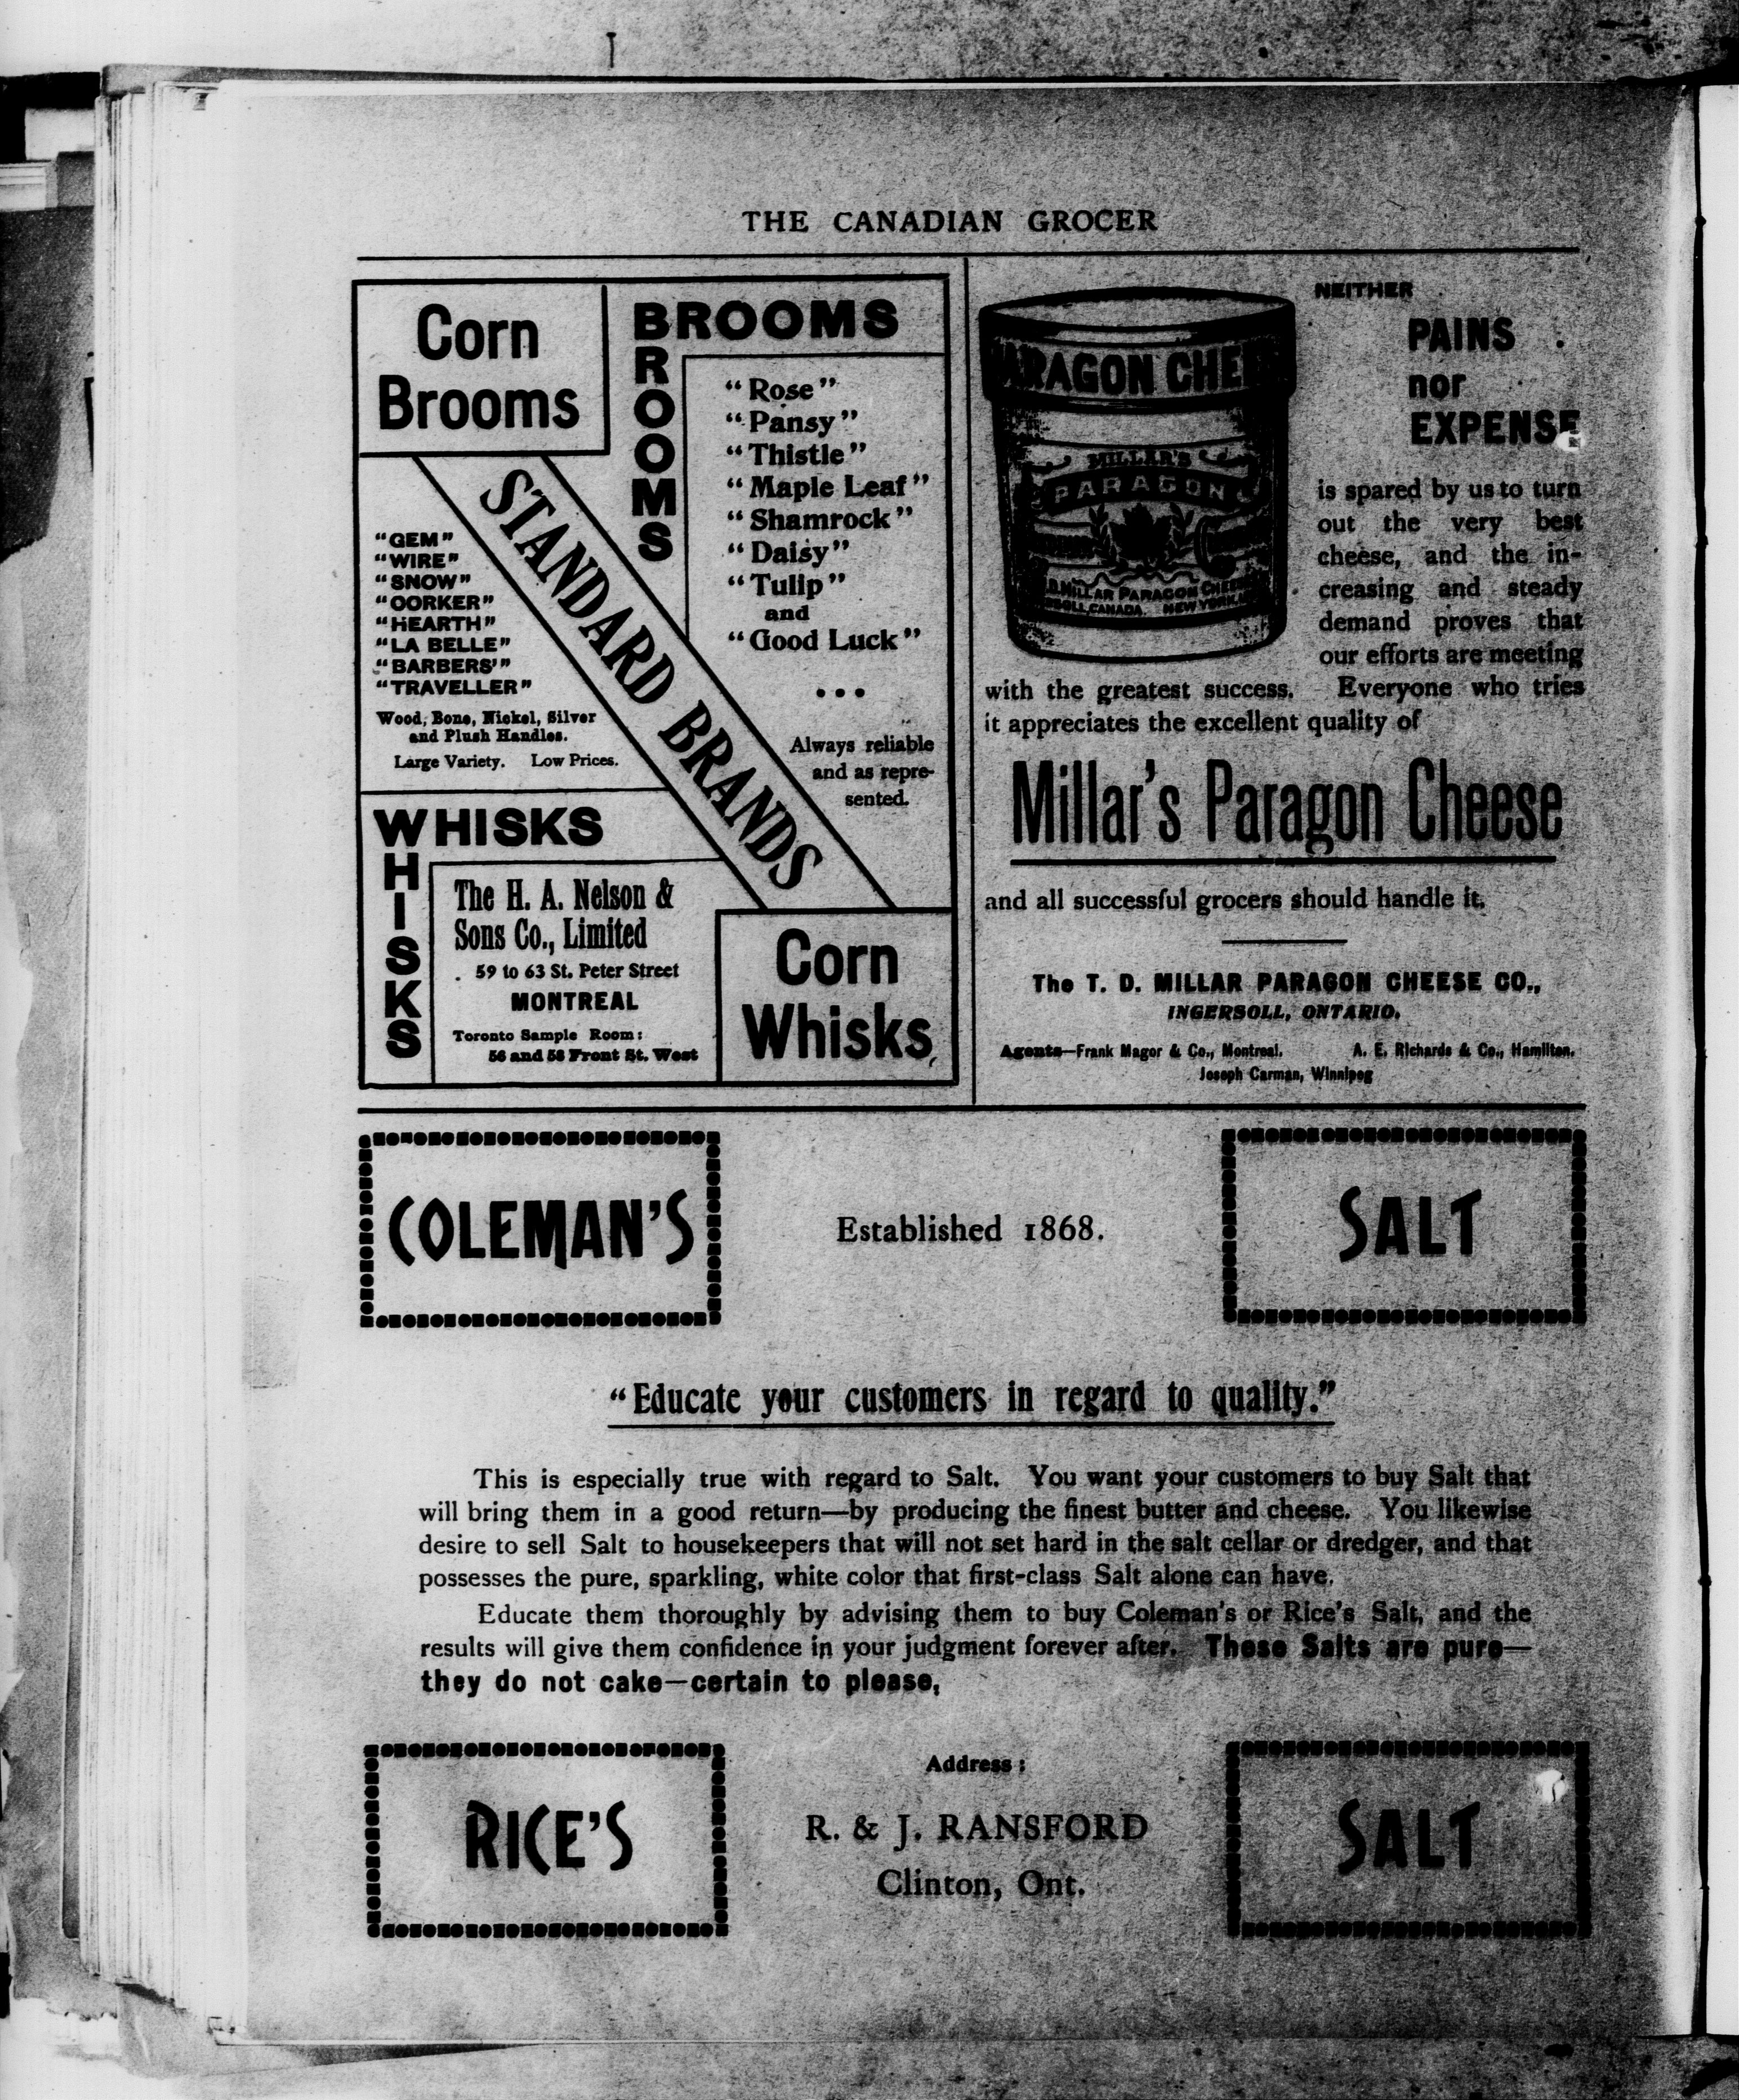 THE CANADIAN GROCER
Corn
Brooms
BROOMS
ROOMS
"Rose"
"Pansy"
"Thistle"
"Maple Leaf"
"Shamrock"
"Daisy"
"Tulip"
and
"Good Luck"
• • •
Always reliable
and as repre-
sented.
STANDARD BRANDS
"GEM"
"WIRE"
"SNOW"
"OORKER"
"HEARTH"
"LA BELLE"
"BARBERS'"
"TRAVELLER"
Wood, Bone, Nickel, Silver
and Plush Handles.
Large Variety. Low Prices.
WHISKS
HISKS
The H. A. Nelson &
Sons Co., Limited
59 to 63 St. Peter Street
MONTREAL
Toronto Sample Room:
56 and 58 Front St. West
Corn
Whisks
ARAGON CHEE
MILLAR'S
PARAGON
MILLAR PARAGON CHEE
SOLL, CANADA. NEW YORK
NEITHER
PAINS
nor
EXPENSE
is spared by us to turn
out the very best
cheese, and the in-
creasing and steady
demand proves that
our efforts are meeting
with the greatest success. Everyone who tries
it appreciates the excellent quality of
Millar's Paragon Cheese
and all successful grocers should handle it.
The T. D. MILLAR PARAGON CHEESE CO.,
INGERSOLL, ONTARIO.
Agents—Frank Magor & Co., Montreal. A. E. Richards & Co., Hamilton.
Joseph Carman, Winnipeg
COLEMAN'S
Established 1868.
SALT
"Educate your customers in regard to quality."
This is especially true with regard to Salt. You want your customers to buy Salt that
will bring them in a good return—by producing the finest butter and cheese. You likewise
desire to sell Salt to housekeepers that will not set hard in the salt cellar or dredger, and that
possesses the pure, sparkling, white color that first-class Salt alone can have.
Educate them thoroughly by advising them to buy Coleman's or Rice's Salt, and the
results will give them confidence in your judgment forever after. These Salts are pure—
they do not cake—certain to please,
RICE'S
Address:
R. & J. RANSFORD
Clinton, Ont.
SALT